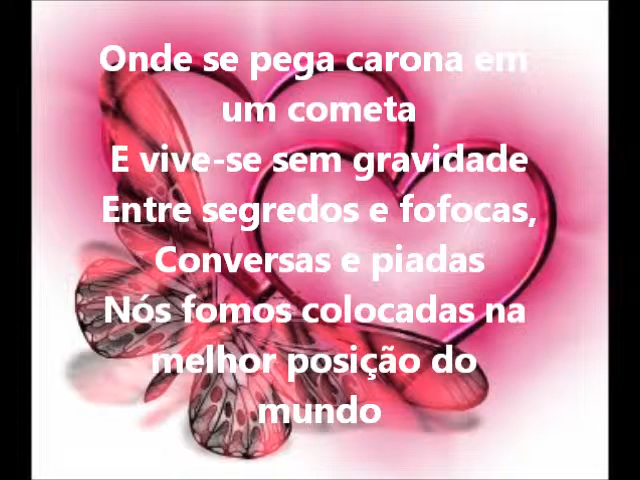 Onde se pega carona em
um cometa
E vive-se sem gravidade
Entre segredos e fofocas,
Conversas e piadas
Nós fomos colocadas na
melhor posição do
mundo